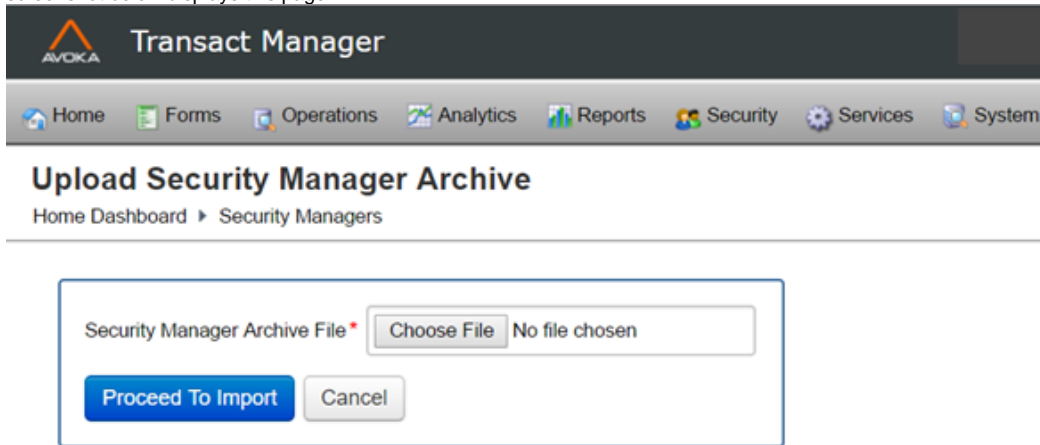 AVOKA Transact Manager
Home Forms Operations Analytics Reports Security Services System
Upload Security Manager Archive
Home Dashboard ▸ Security Managers
Security Manager Archive File* Choose File No file chosen
Proceed To Import Cancel